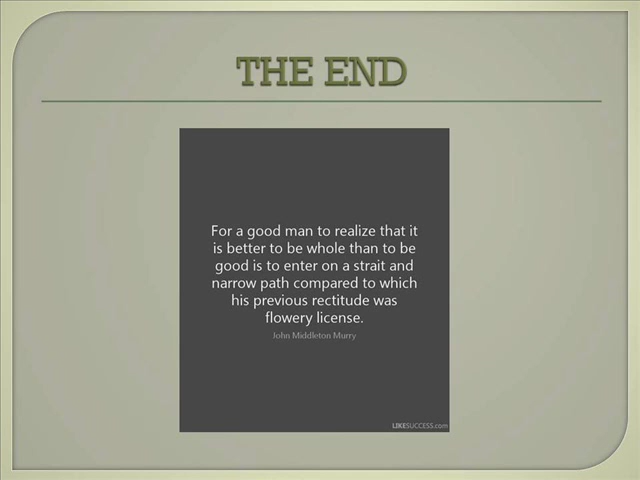 THE END
For a good man to realize that it
is better to be whole than to be
good is to enter on a strait and
narrow path compared to which
his previous rectitude was
flowery license.
John Middleton Murry
LIKESUCCESS.com